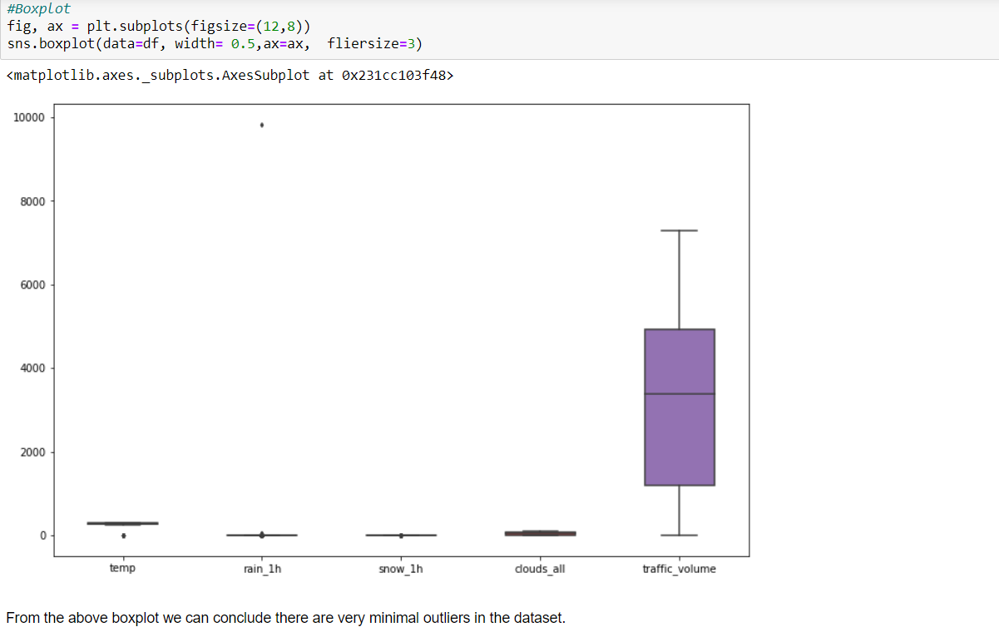 #Boxplot
fig, ax = plt.subplots(figsize=(12,8))
sns.boxplot(data=df, width= 0.5,ax=ax,  fliersize=3)
<matplotlib.axes._subplots.AxesSubplot at 0x231cc103f48>
10000
8000
6000
4000
2000
0
temp rain_1h snow_1h clouds_all traffic_volume
From the above boxplot we can conclude there are very minimal outliers in the dataset.